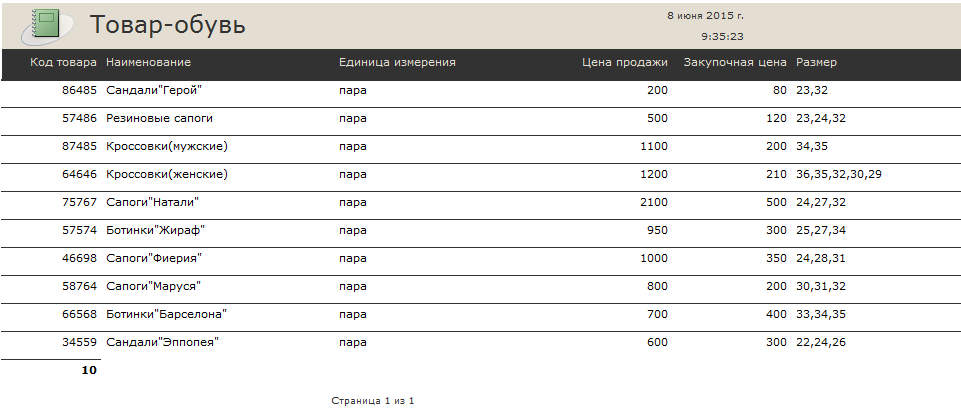 Товар-обувь
8 июня 2015 г.
9:35:23
Код товара Наименование Единица измерения Цена продажи Закупочная цена Размер
86485 Сандали"Герой" пара 200 80 23,32
57486 Резиновые сапоги пара 500 120 23,24,32
87485 Кроссовки(мужские) пара 1100 200 34,35
64646 Кроссовки(женские) пара 1200 210 36,35,32,30,29
75767 Сапоги"Натали" пара 2100 500 24,27,32
57574 Ботинки"Жираф" пара 950 300 25,27,34
46698 Сапоги"Фиерия" пара 1000 350 24,28,31
58764 Сапоги"Маруся" пара 800 200 30,31,32
66568 Ботинки"Барселона" пара 700 400 33,34,35
34559 Сандали"Эппопея" пара 600 300 22,24,26
10
Страница 1 из 1